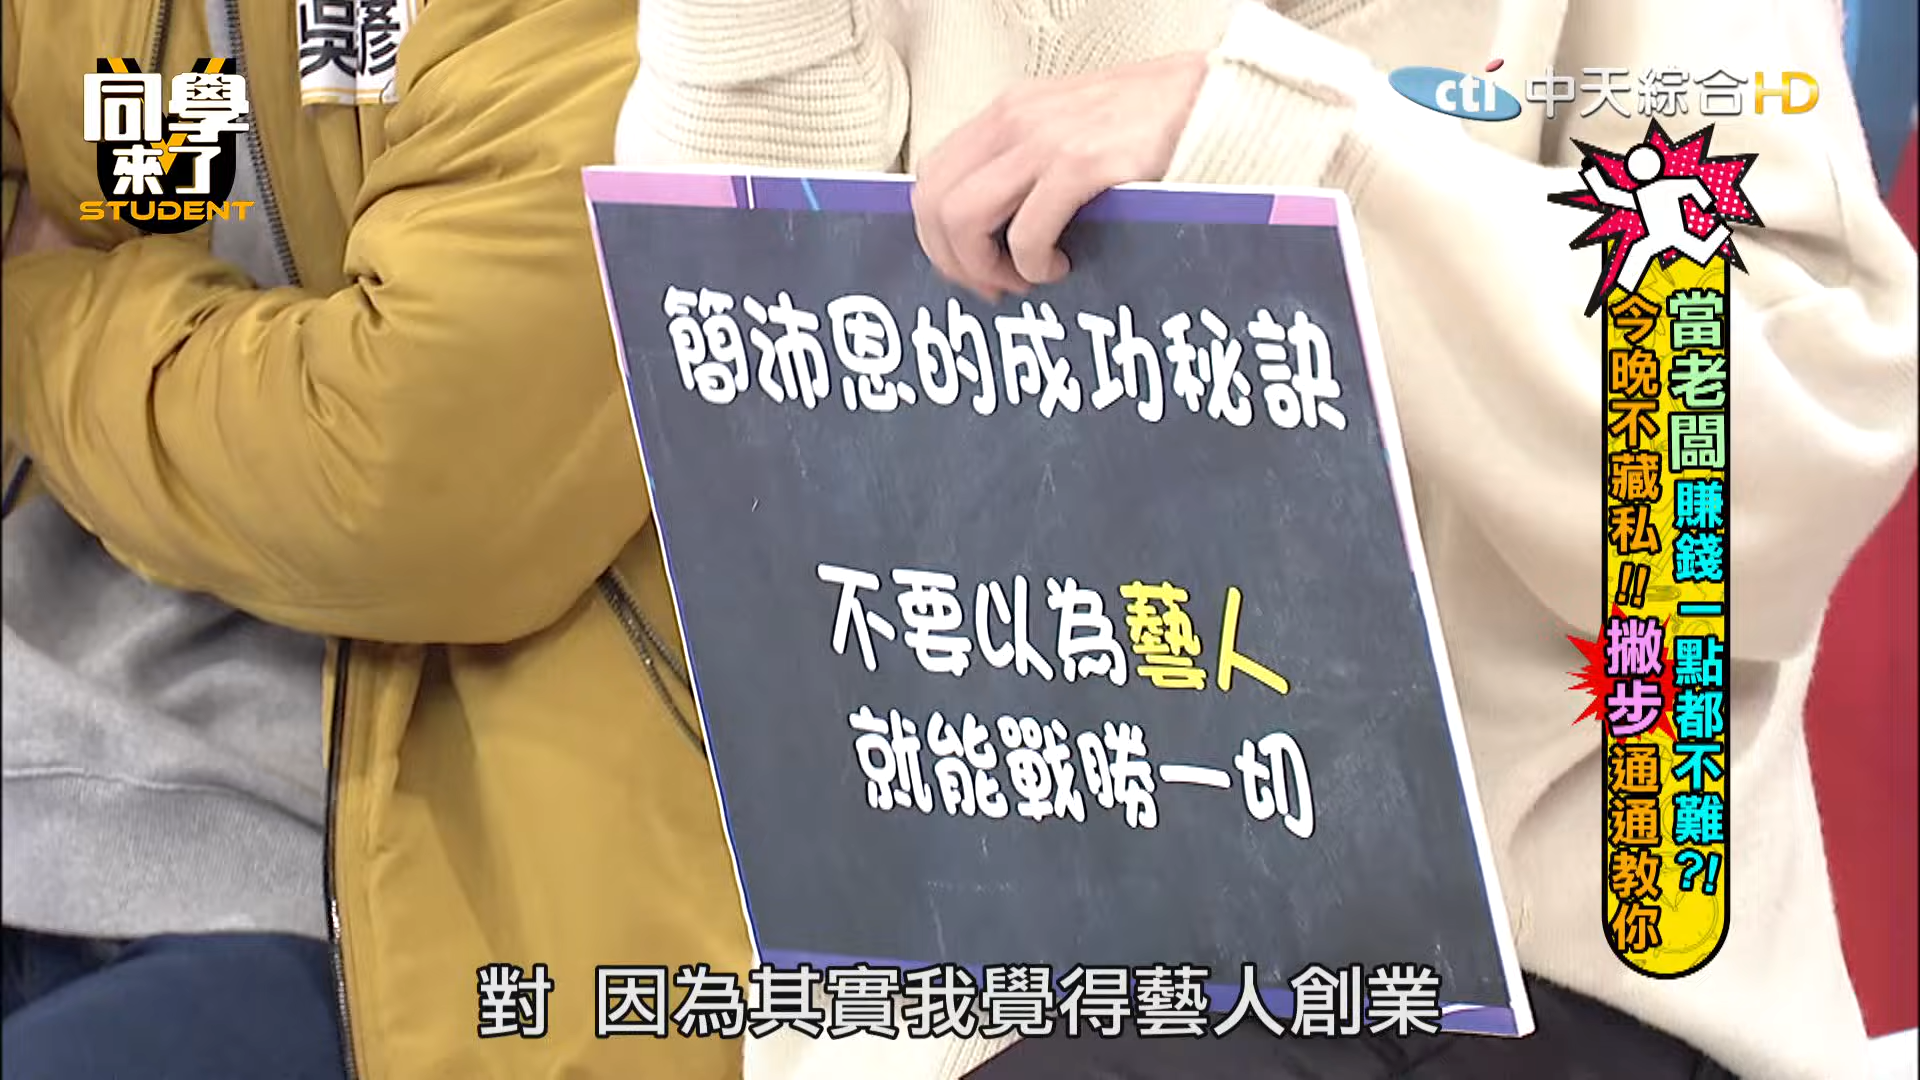 吳彥
同學
來了
STUDENT
cti 中天綜合HD
當老闆 賺錢一點都不難?!
今晚不藏私!! 撇步 通通教你
簡沛恩的成功秘訣
不要以為藝人
就能戰勝一切
對 因為其實我覺得藝人創業